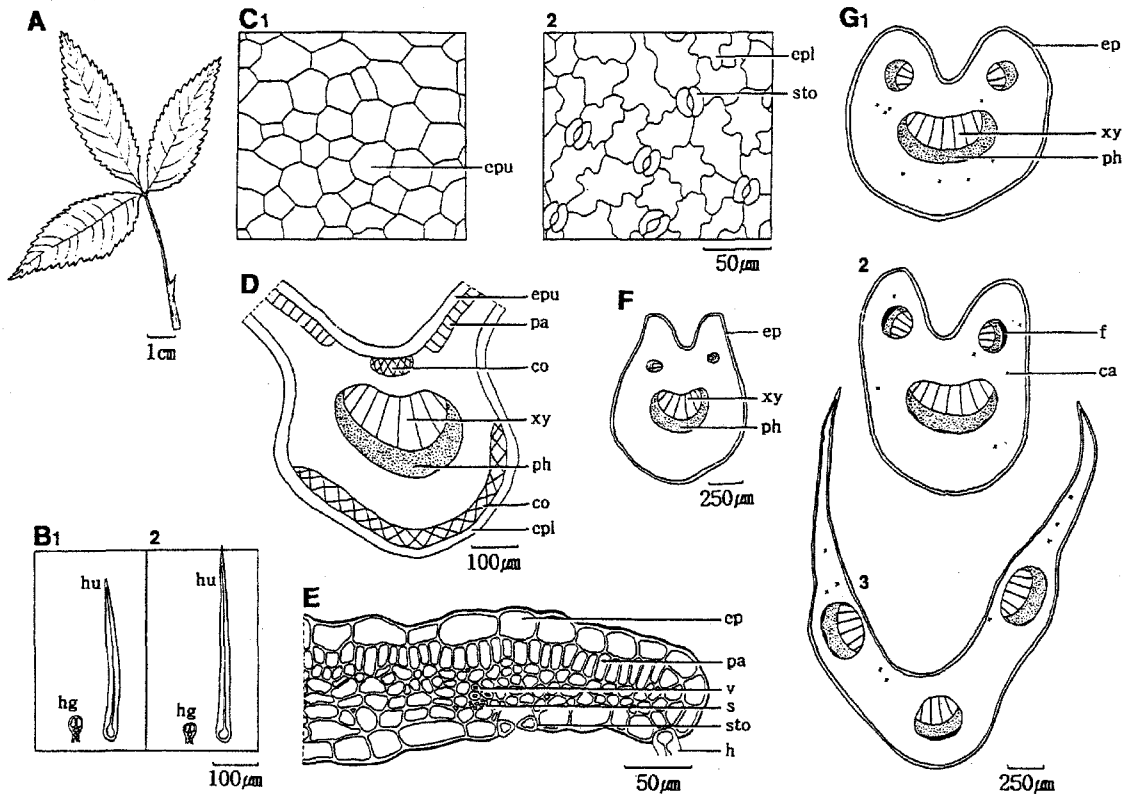 A
1cm
B1
2
hu
hu
hg
hg
100μm
C1
2
epu
cpl
sto
50μm
D
epu
pa
co
xy
ph
co
cpl
100μm
E
cp
pa
v
s
sto
h
50μm
F
ep
xy
ph
250μm
G1
ep
xy
ph
2
f
ca
3
250μm